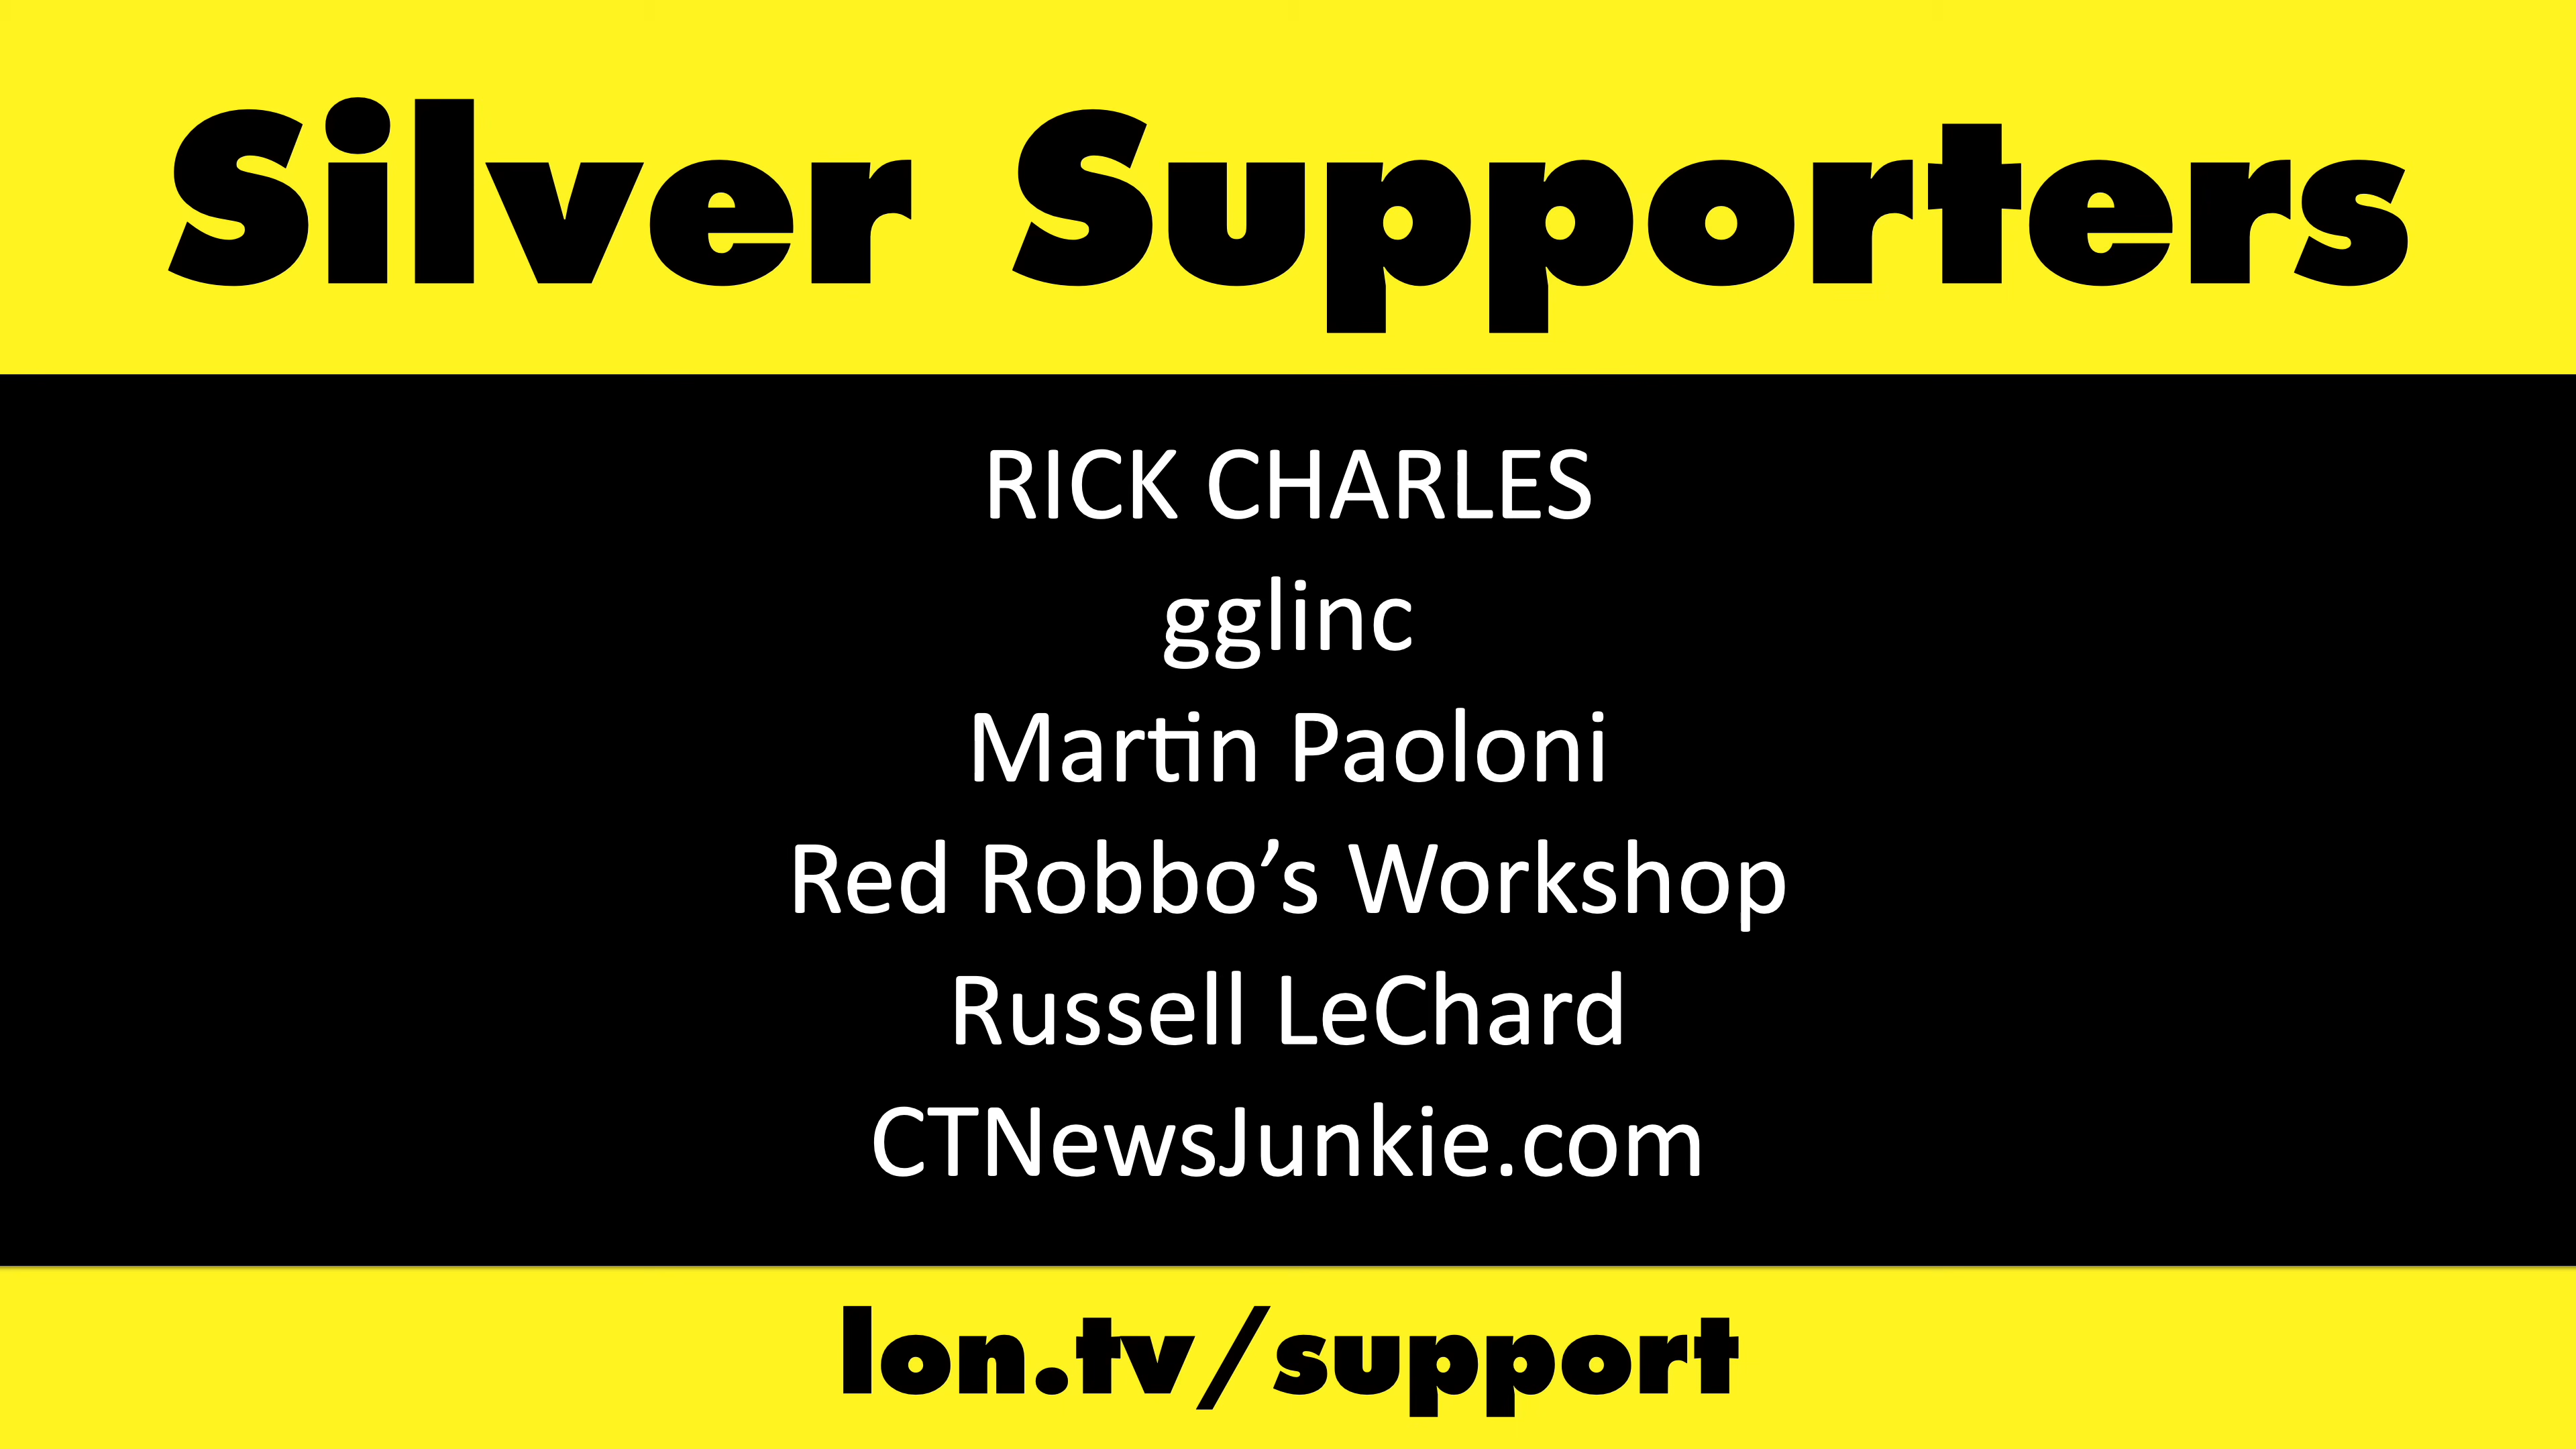 Silver Supporters
RICK CHARLES
gglinc
Martin Paoloni
Red Robbo’s Workshop
Russell LeChard
CTNewsJunkie.com
lon.tv/support